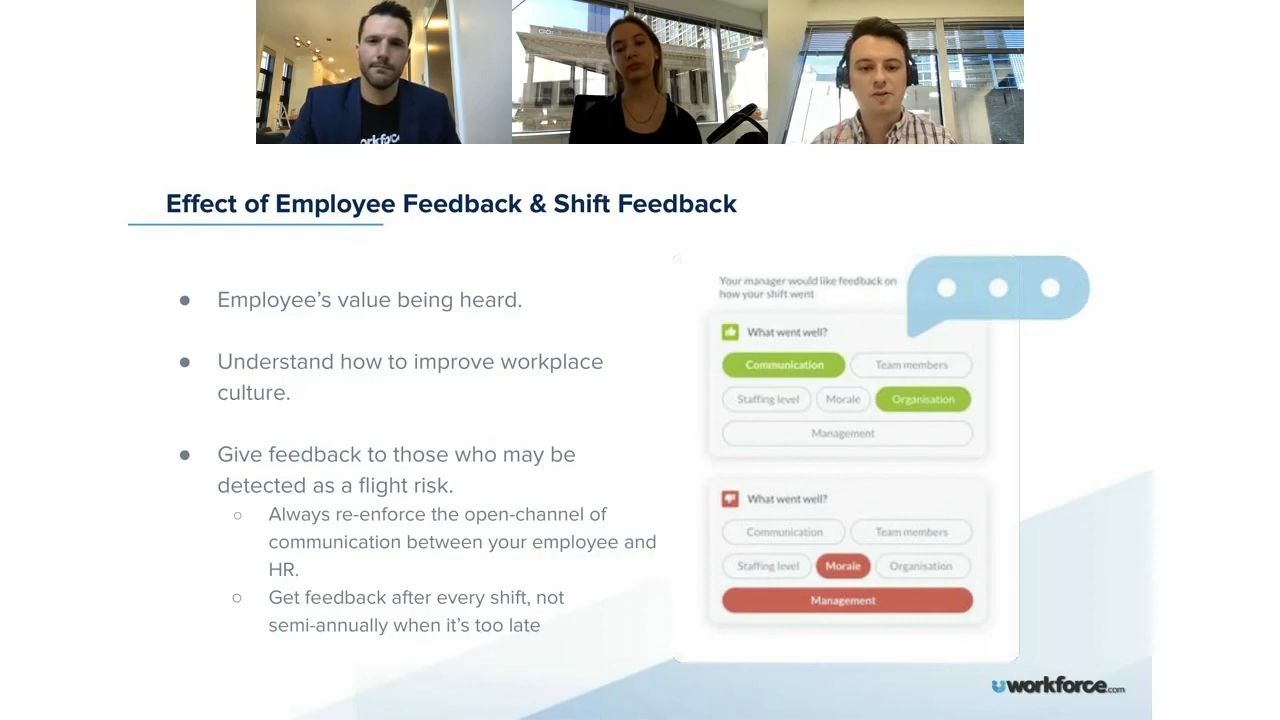 Effect of Employee Feedback & Shift Feedback
● Employee’s value being heard.
● Understand how to improve workplace
culture.
● Give feedback to those who may be
detected as a flight risk.
○ Always re-enforce the open-channel of
communication between your employee and
HR.
○ Get feedback after every shift, not
semi-annually when it’s too late
Your manager would like feedback on
how your shift went
What went well?
Communication Team members
Staffing level Morale Organisation
Management
What went well?
Communication Team members
Staffing level Morale Organisation
Management
workforce.com